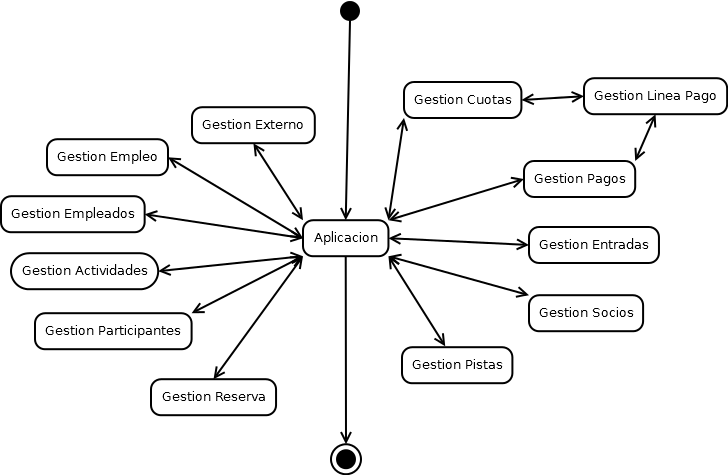 Gestion Cuotas
Gestion Linea Pago
Gestion Externo
Gestion Empleo
Gestion Pagos
Gestion Empleados
Aplicacion
Gestion Entradas
Gestion Actividades
Gestion Socios
Gestion Participantes
Gestion Pistas
Gestion Reserva